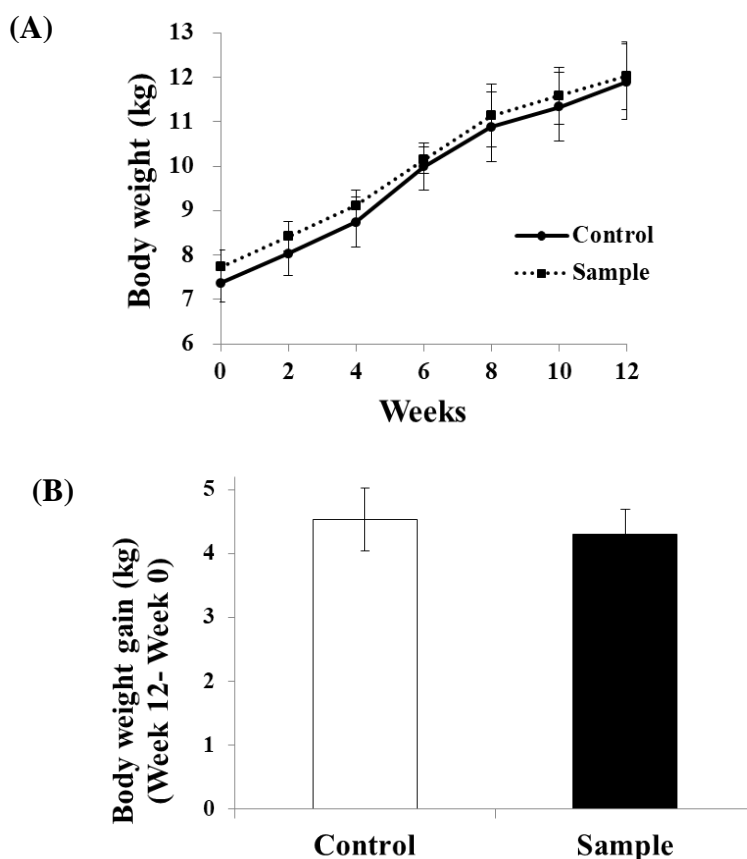 (A)
Body weight (kg)
13
12
11
10
9
8
7
6
0 2 4 6 8 10 12
Weeks
Control
Sample
(B)
Body weight gain (kg)
(Week 12- Week 0)
5
4
3
2
1
0
Control Sample